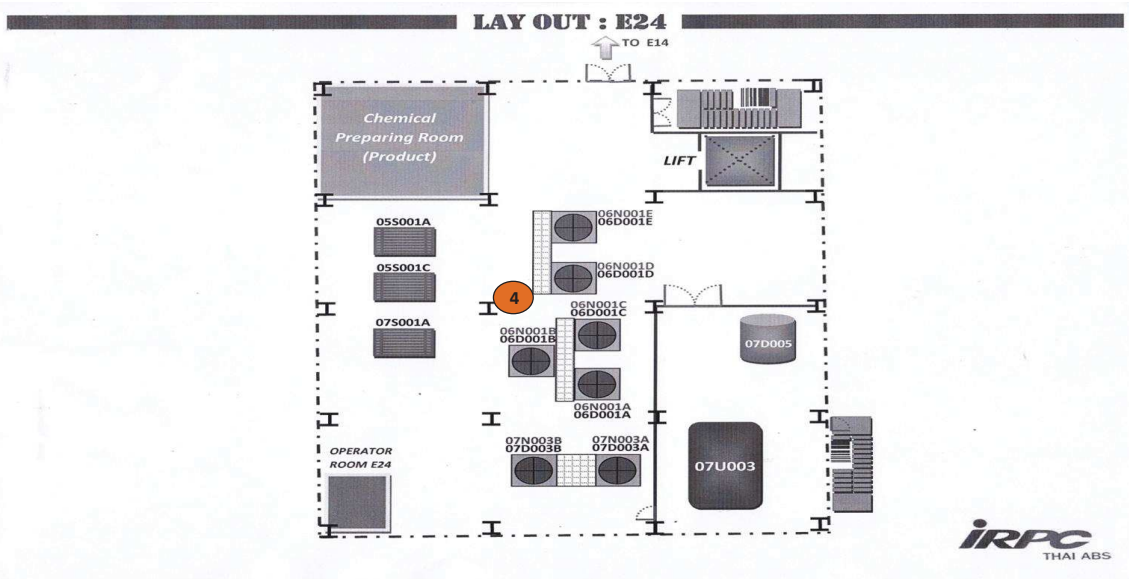 LAY OUT : E24
TO E14
Chemical
Preparing Room
(Product)
LIFT
05S001A
06N001E
06D001E
05S001C
06N001D
06D001D
4
06N001C
06D001C
07S001A
06N001B
06D001B
07D005
06N001A
06D001A
OPERATOR
ROOM E24
07N003B
07D003B
07N003A
07D003A
07U003
iRPC
THAI ABS